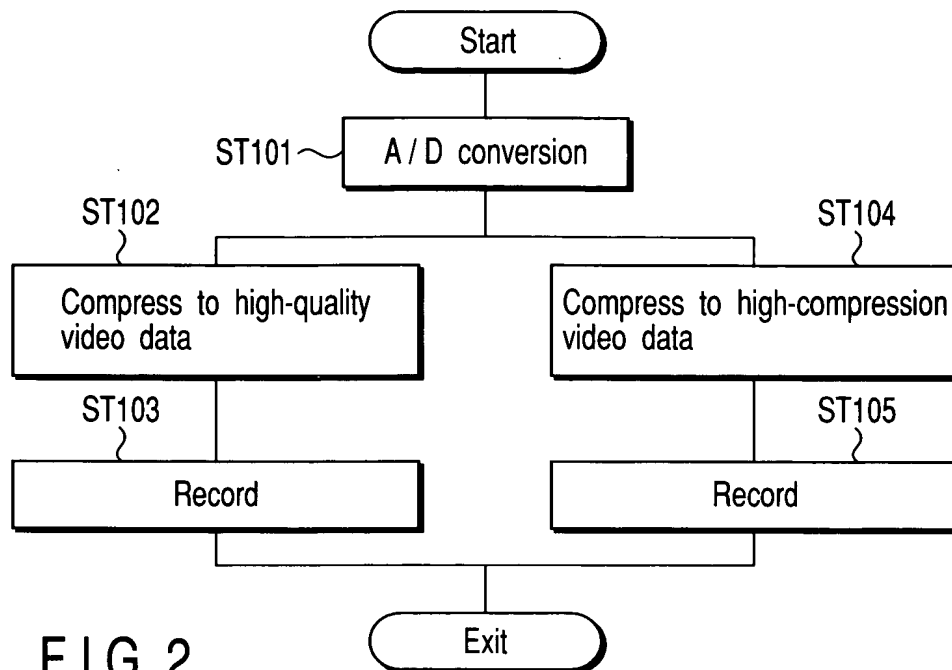 Start
ST101
A / D conversion
ST102
ST104
Compress to high-quality
video data
Compress to high-compression
video data
ST103
ST105
Record
Record
Exit
FIG. 2